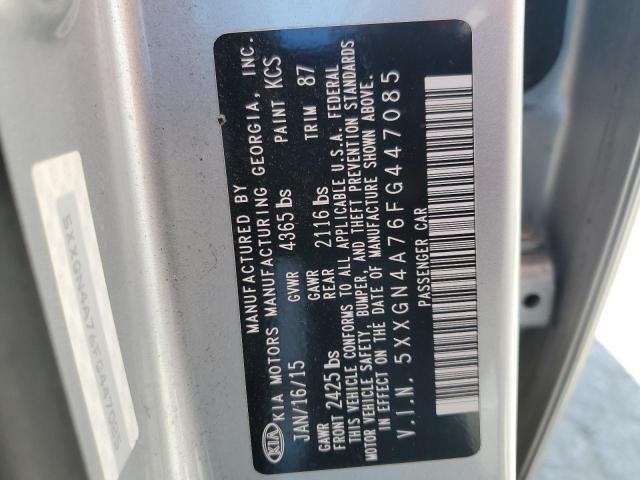 MANUFACTURED BY
KIA KIA MOTORS MANUFACTURING GEORGIA, INC.
JAN/16/15 PAINT KCS
GVWR 4365 lbs TRIM 87
GAWR FRONT 2425 lbs GAWR REAR 2116 lbs
THIS VEHICLE CONFORMS TO ALL APPLICABLE U.S.A. FEDERAL
MOTOR VEHICLE SAFETY, BUMPER, AND THEFT PREVENTION STANDARDS
IN EFFECT ON THE DATE OF MANUFACTURE SHOWN ABOVE.
V.I.N. 5XXGN4A76FG447085
PASSENGER CAR